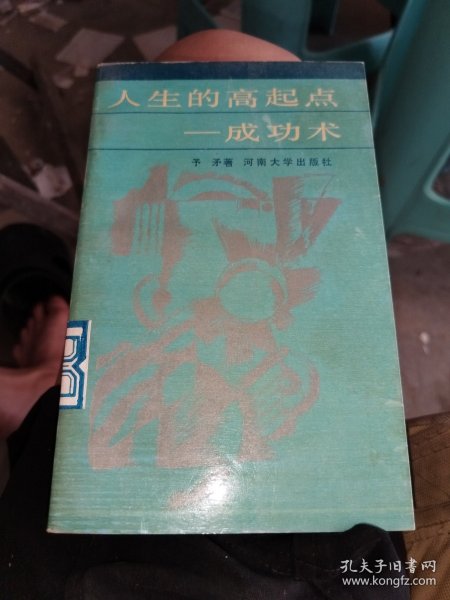 人生的高起点
—成功术
予 矛著 河南大学出版社
孔夫子旧书网
www.kongfz.com